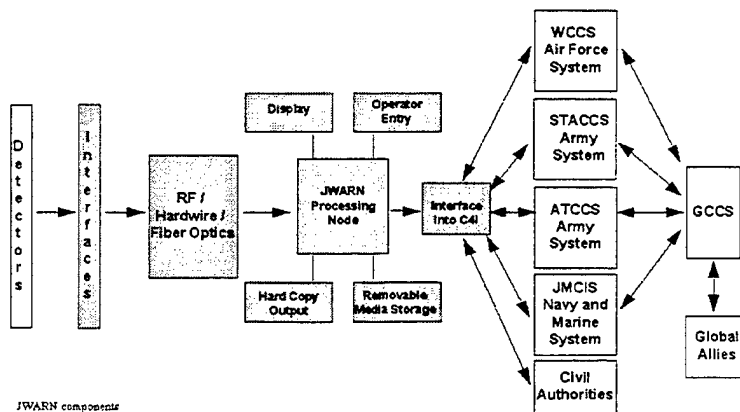 Detectors
Interfaces
RF /
Hardwire /
Fiber Optics
Display
Operator
Entry
JWARN
Processing
Node
Hard Copy
Output
Removable
Media Storage
Interface
Into C4I
WCCS
Air Force
System
STACCS
Army
System
ATCCS
Army
System
JMCIS
Navy and
Marine
System
Civil
Authorities
GCCS
Global
Allies
JWARN components